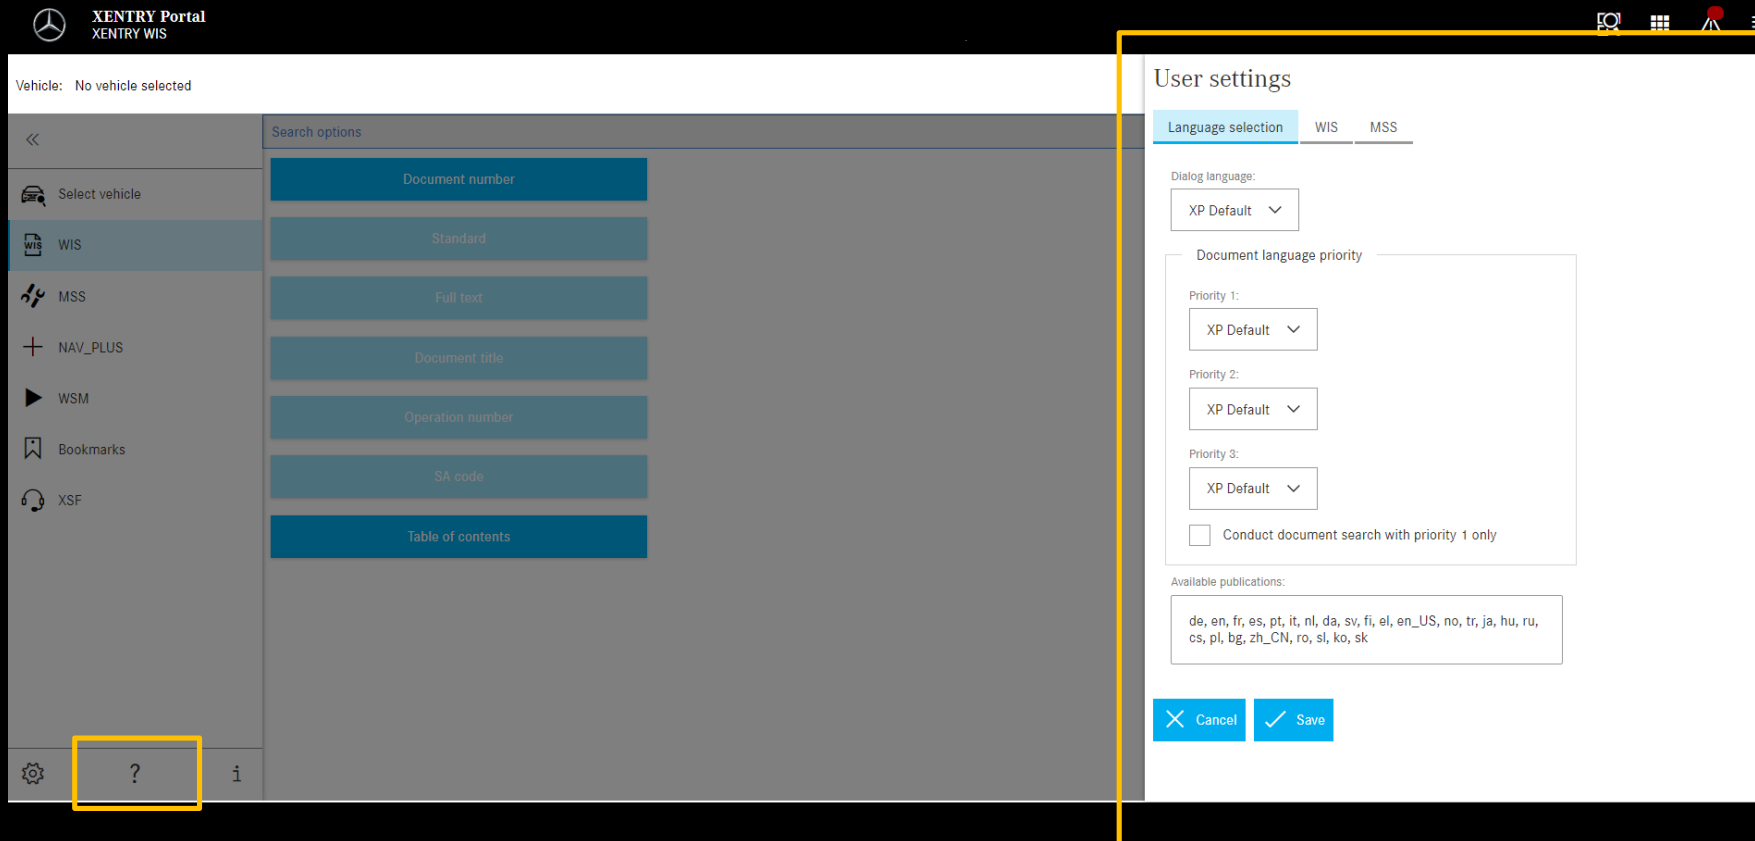 XENTRY Portal
XENTRY WIS
Vehicle: No vehicle selected
Select vehicle
WIS
WIS
MSS
NAV_PLUS
WSM
Bookmarks
XSF
?
i
Search options
Document number
Standard
Full text
Document title
Operation number
SA code
Table of contents
User settings
Language selection WIS MSS
Dialog language:
XP Default
Document language priority
Priority 1:
XP Default
Priority 2:
XP Default
Priority 3:
XP Default
Conduct document search with priority 1 only
Available publications:
de, en, fr, es, pt, it, nl, da, sv, fi, el, en_US, no, tr, ja, hu, ru,
cs, pl, bg, zh_CN, ro, sl, ko, sk
Cancel Save